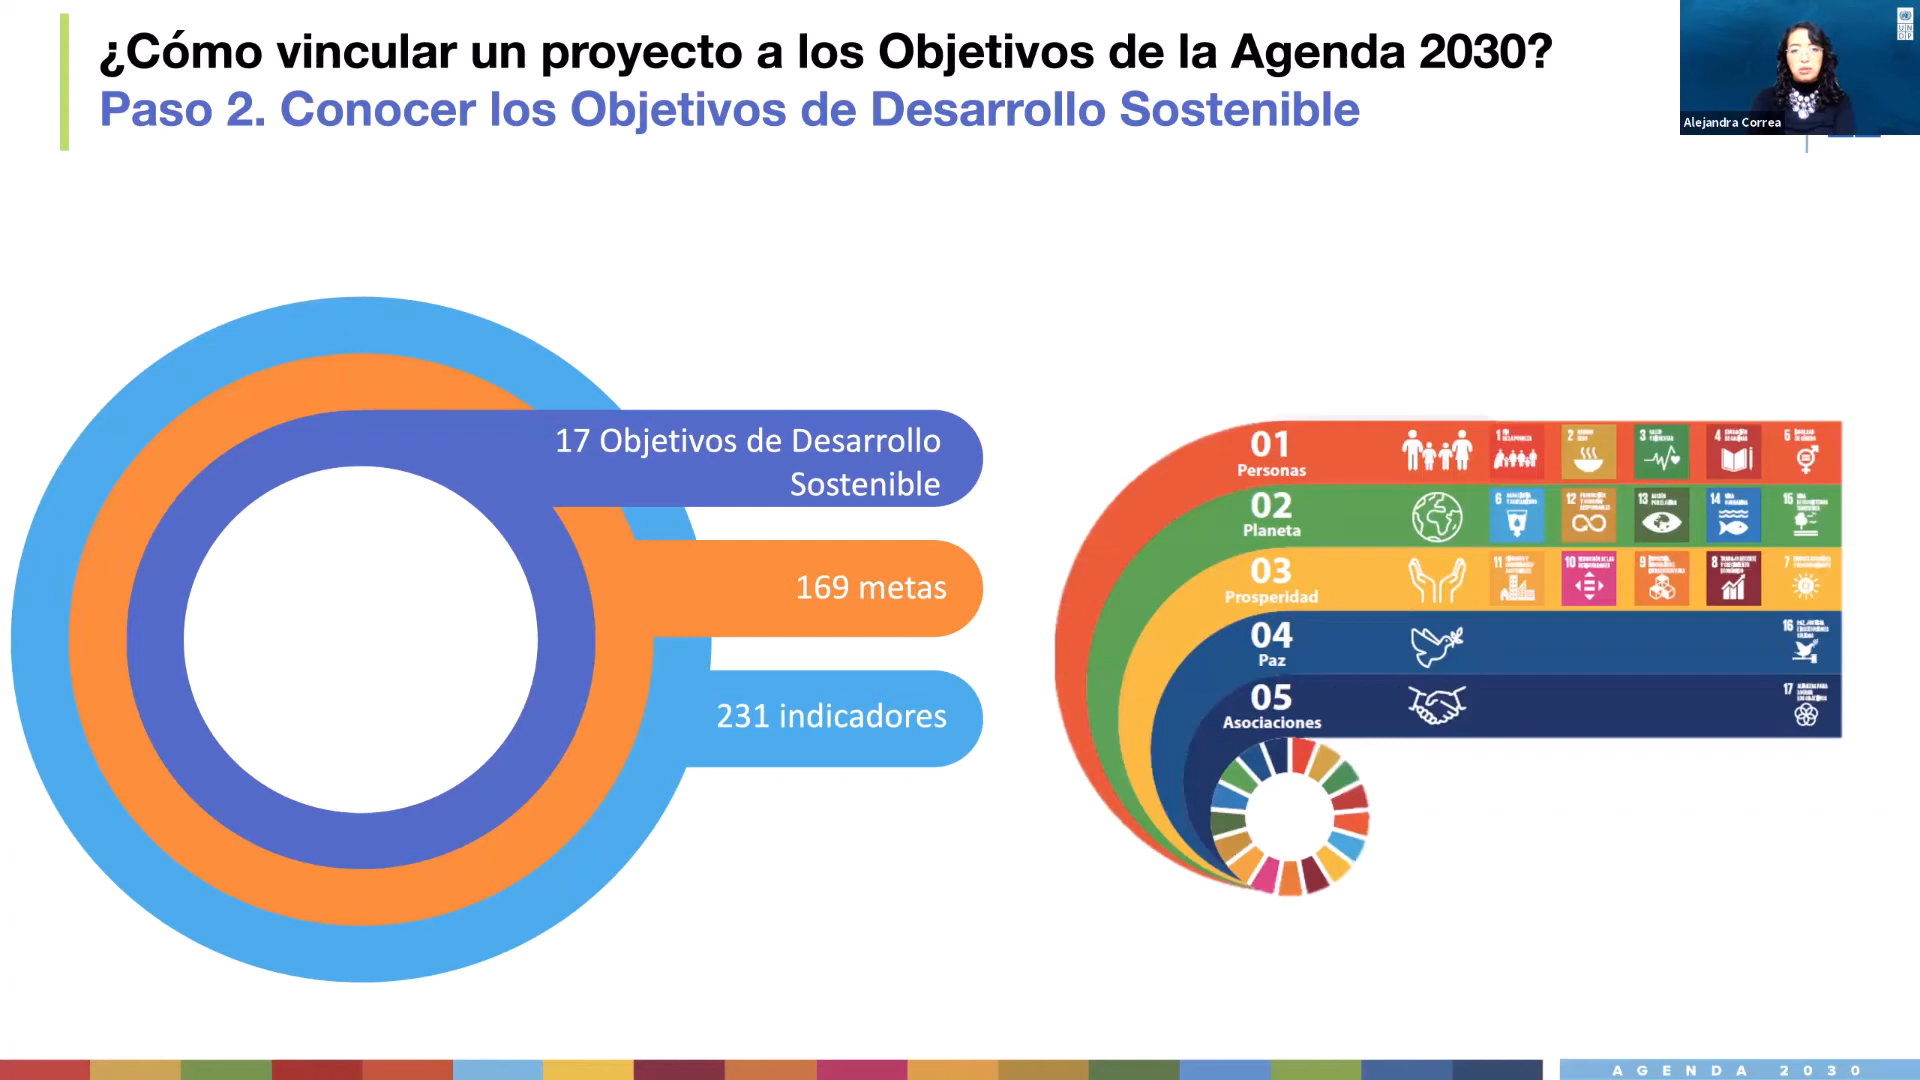 ¿Cómo vincular un proyecto a los Objetivos de la Agenda 2030?
Paso 2. Conocer los Objetivos de Desarrollo Sostenible
UN
DP
Alejandra Correa
17 Objetivos de Desarrollo
Sostenible
169 metas
231 indicadores
01
Personas
1
2
3
4
5
02
Planeta
6
12
13
14
15
03
Prosperidad
11
10
9
8
7
04
Paz
16
05
Asociaciones
17
AGENDA 2030